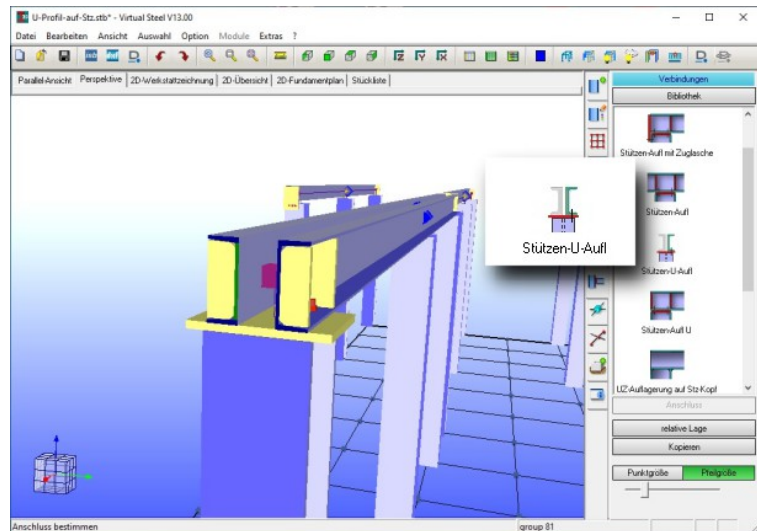 U-Profil-auf-Stz.stb* - Virtual Steel V13.00
Datei Bearbeiten Ansicht Auswahl Option Module Extras ?
Parallel-Ansicht Perspektive 2D-Werkstattzeichnung 2D-Übersicht 2D-Fundamentplan Stückliste
Verbindungen
Bibliothek
Stützen-Aufl mit Zuglasche
Stützen-Aufl
Stützen-U-Aufl
Stützen-U-Aufl
Stützen-Aufl U
UZ-Auflagerung auf Stz-Kopf
Anschluss
relative Lage
Kopieren
Punktgröße Pfeilgröße
Anschluss bestimmen group 81